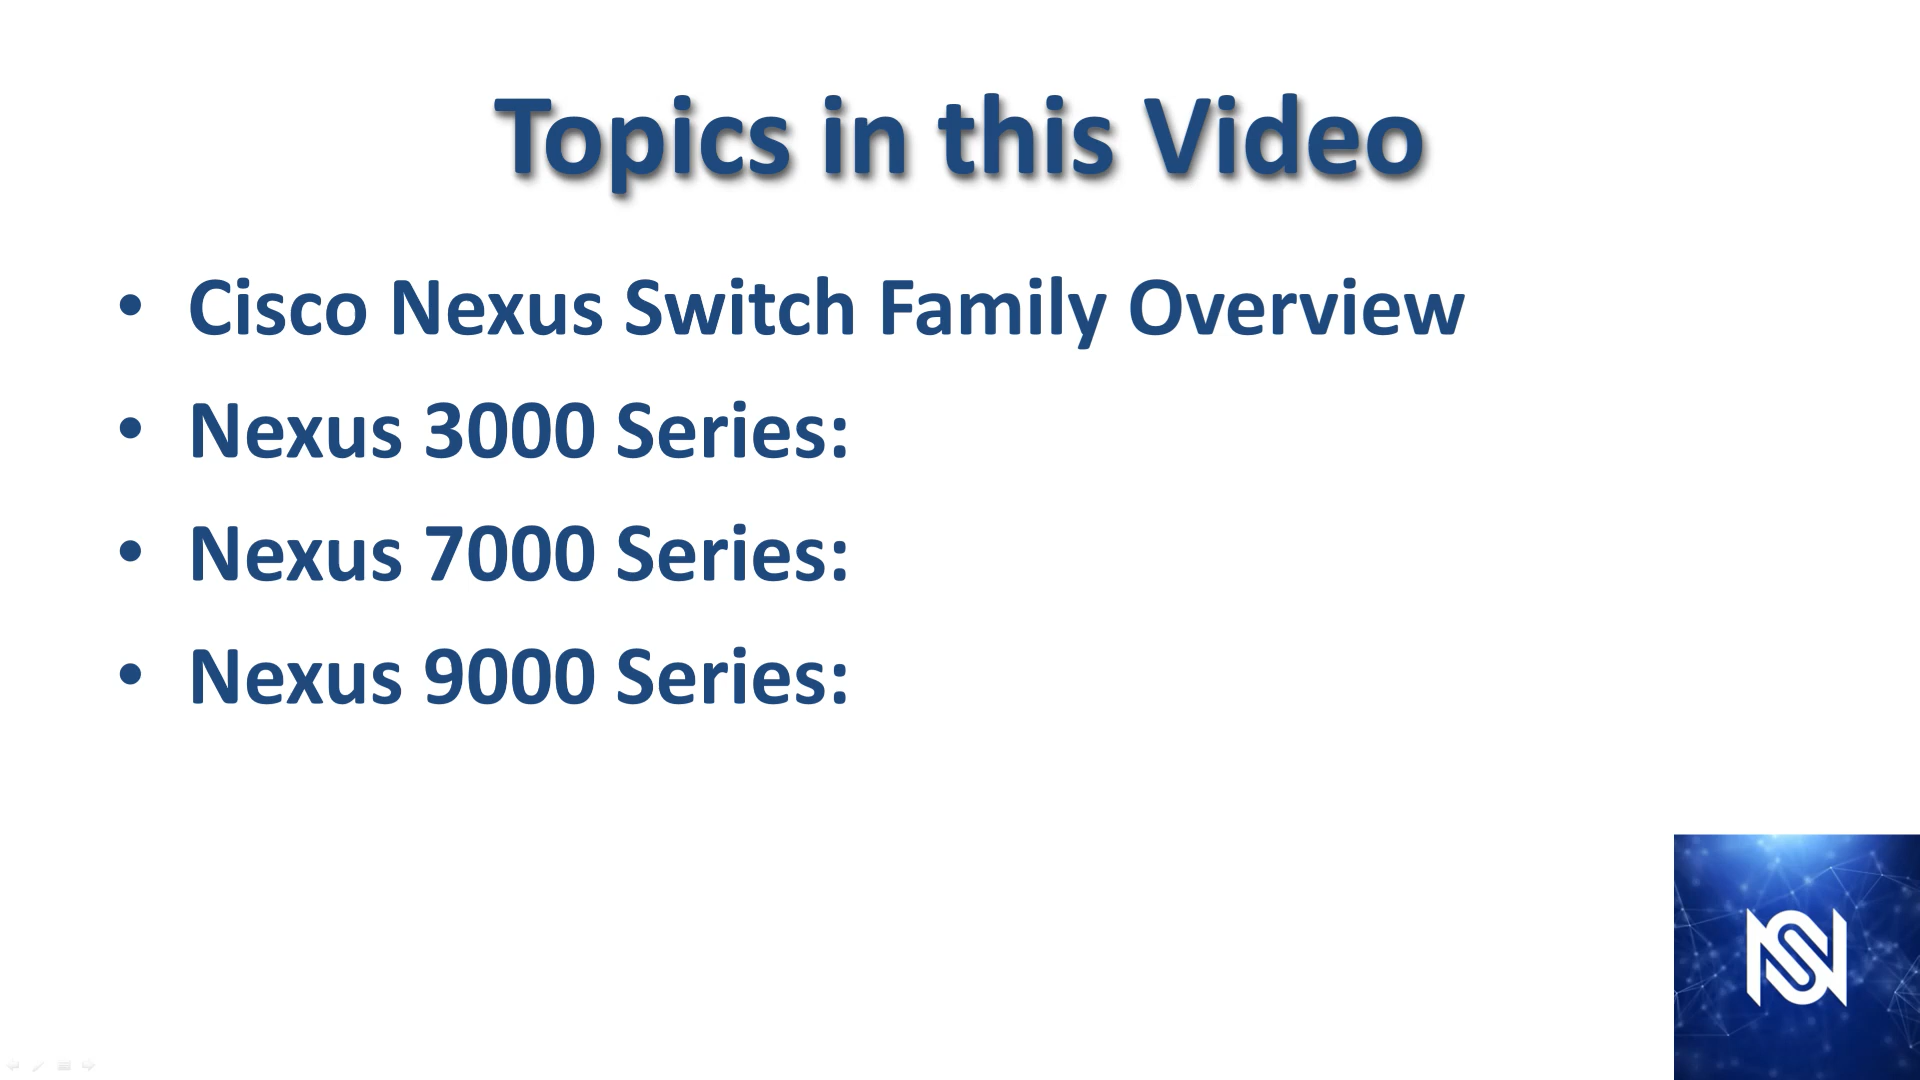 Topics in this Video
• Cisco Nexus Switch Family Overview
• Nexus 3000 Series:
• Nexus 7000 Series:
• Nexus 9000 Series: